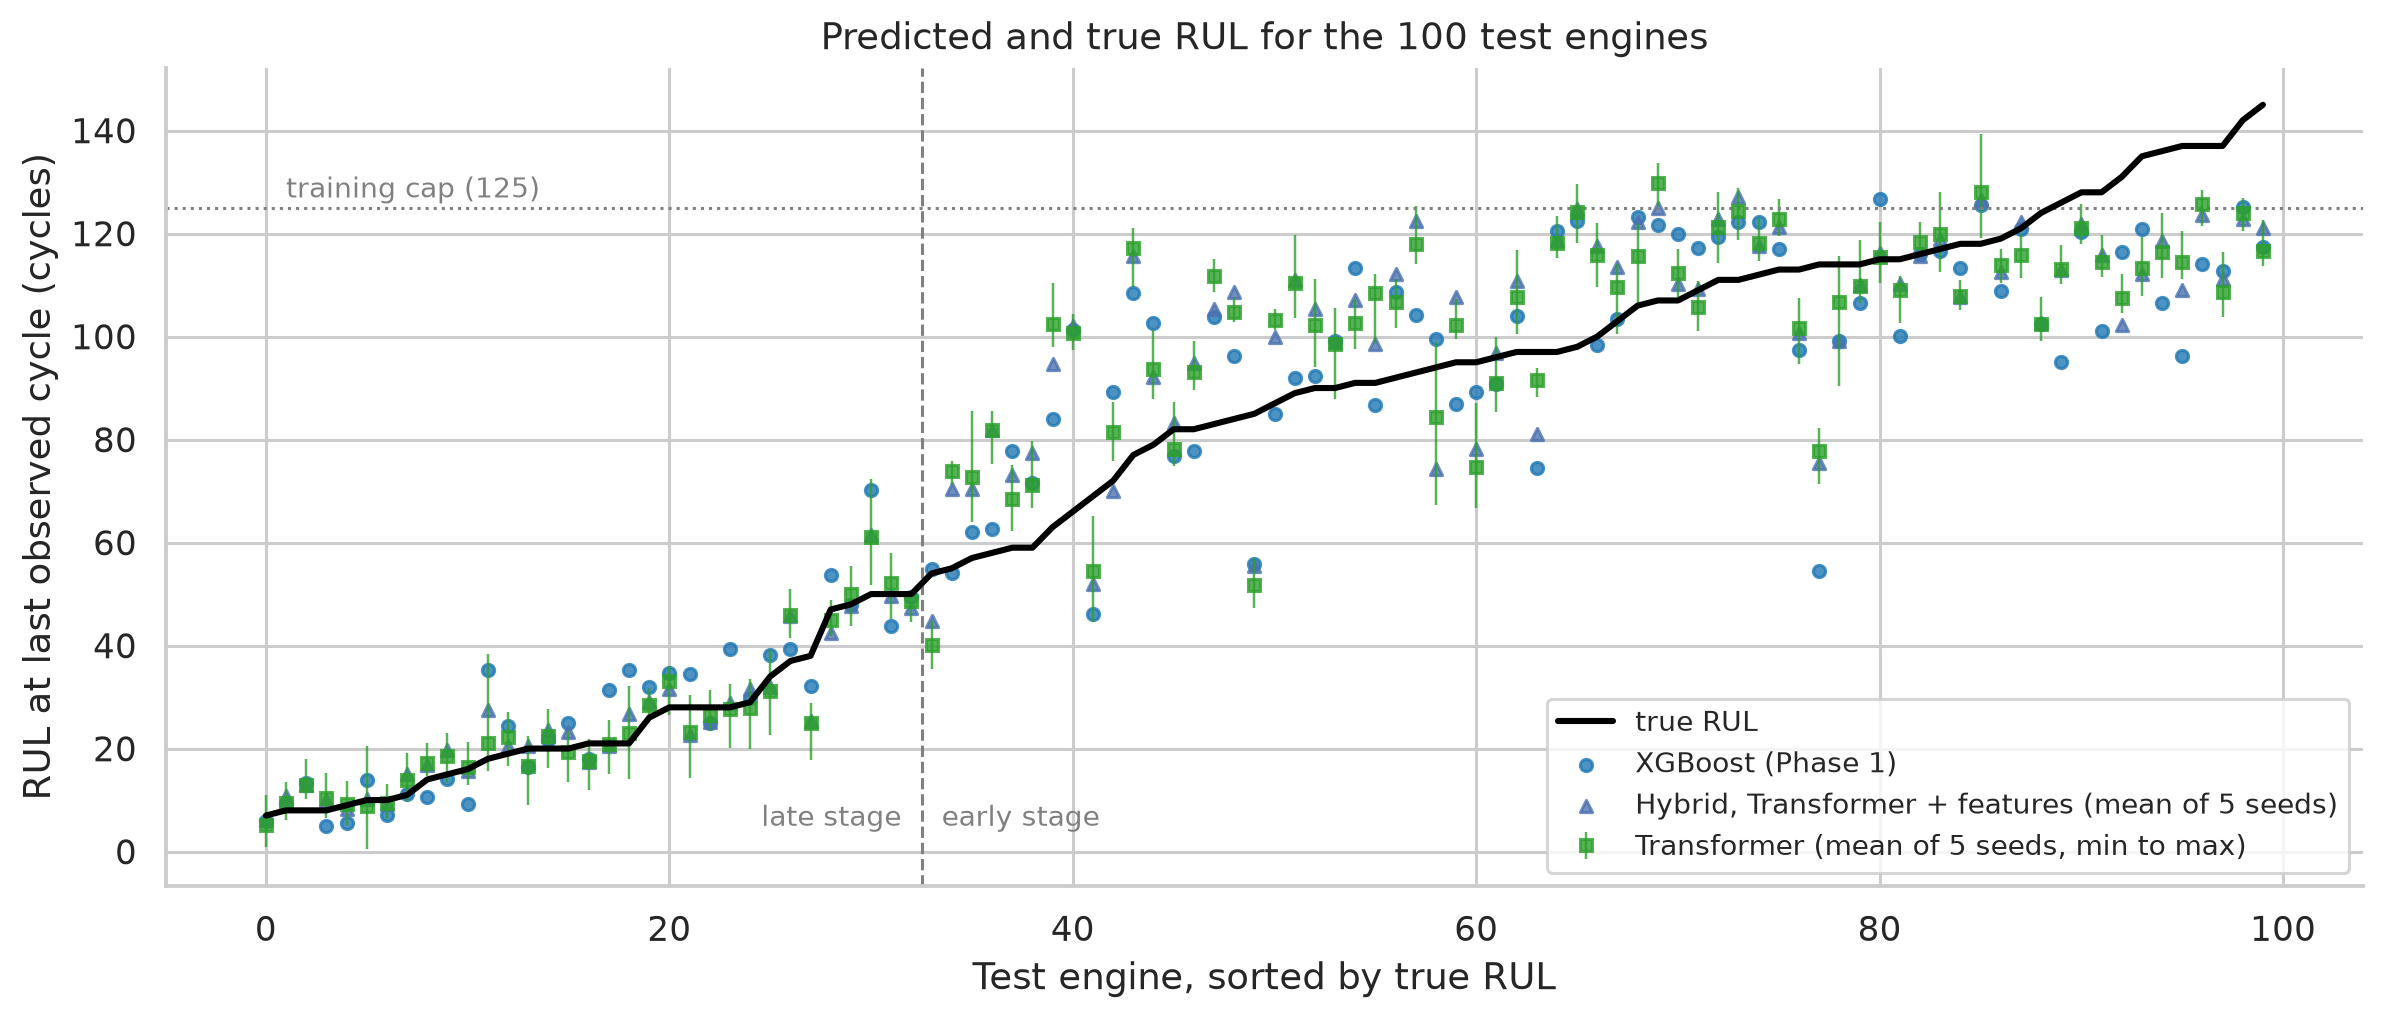 Predicted and true RUL for the 100 test engines
RUL at last observed cycle (cycles)
140
120
100
80
60
40
20
0
training cap (125)
late stage
early stage
true RUL
XGBoost (Phase 1)
Hybrid, Transformer + features (mean of 5 seeds)
Transformer (mean of 5 seeds, min to max)
0
20
40
60
80
100
Test engine, sorted by true RUL